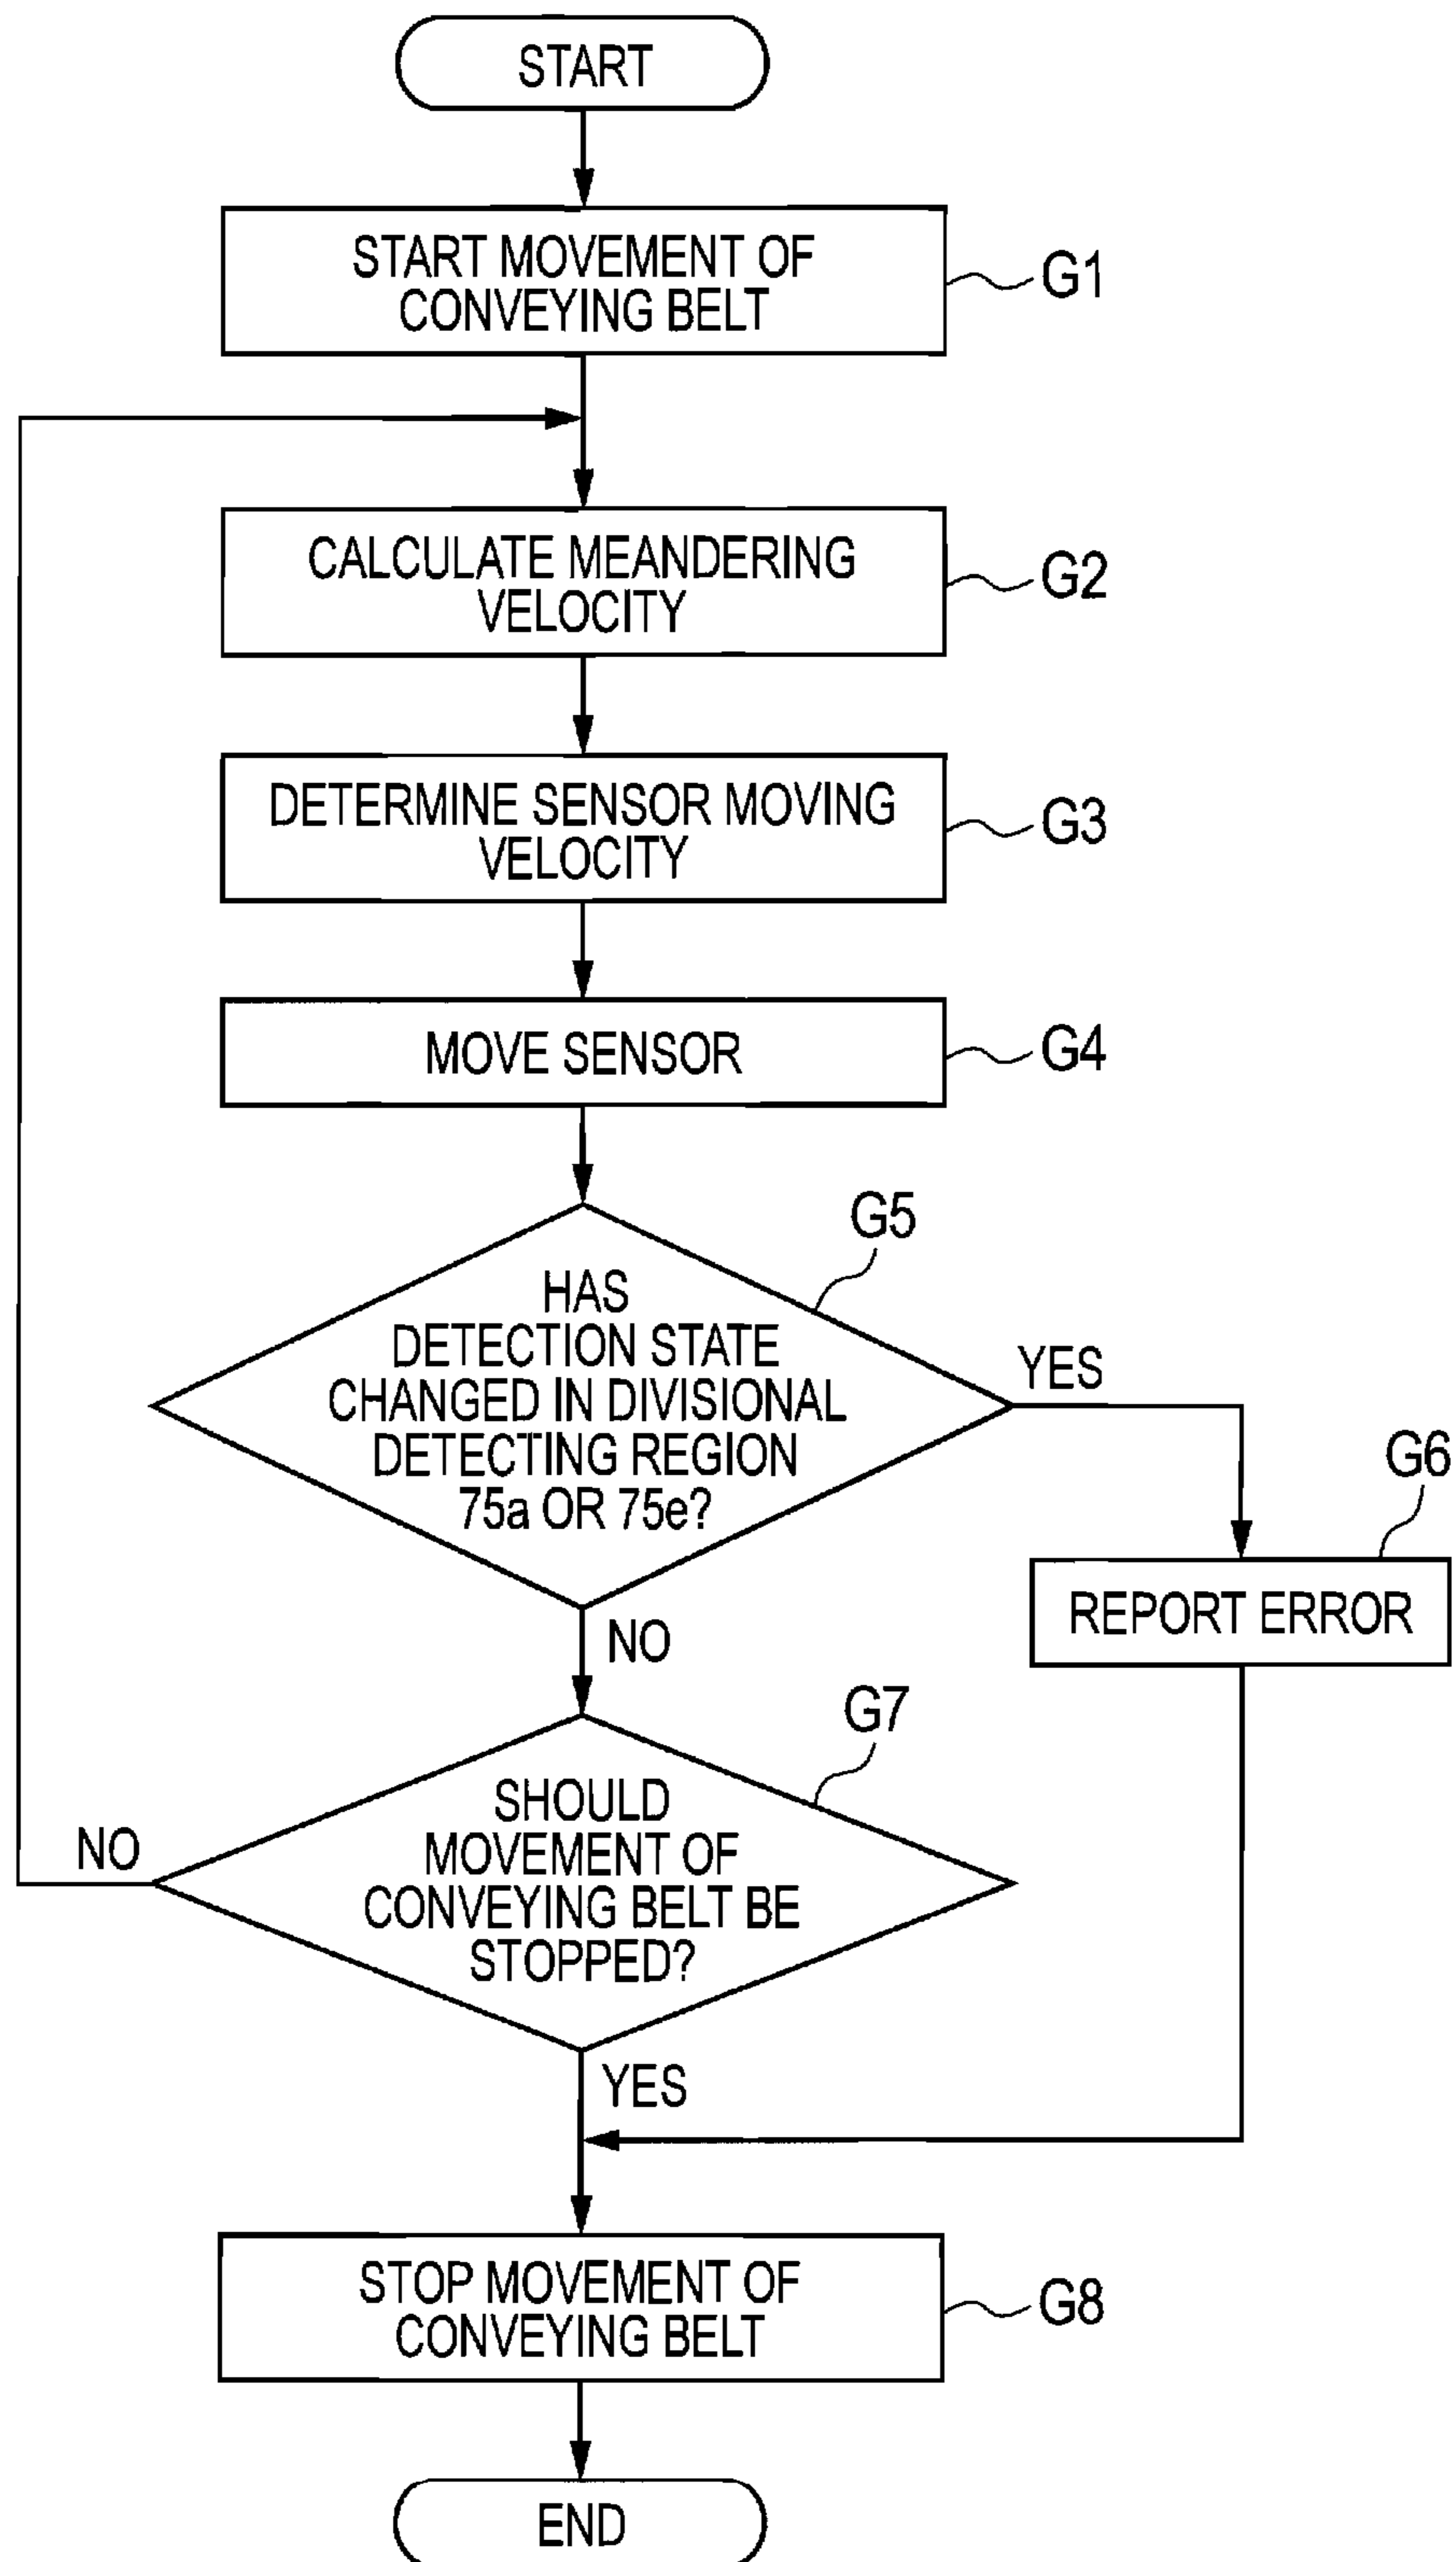 START
START MOVEMENT OF
CONVEYING BELT
G1
CALCULATE MEANDERING
VELOCITY
G2
DETERMINE SENSOR MOVING
VELOCITY
G3
MOVE SENSOR
G4
G5
HAS
DETECTION STATE
CHANGED IN DIVISIONAL
DETECTING REGION
75a OR 75e?
YES
G6
REPORT ERROR
NO
G7
SHOULD
MOVEMENT OF
CONVEYING BELT BE
STOPPED?
NO
YES
STOP MOVEMENT OF
CONVEYING BELT
G8
END